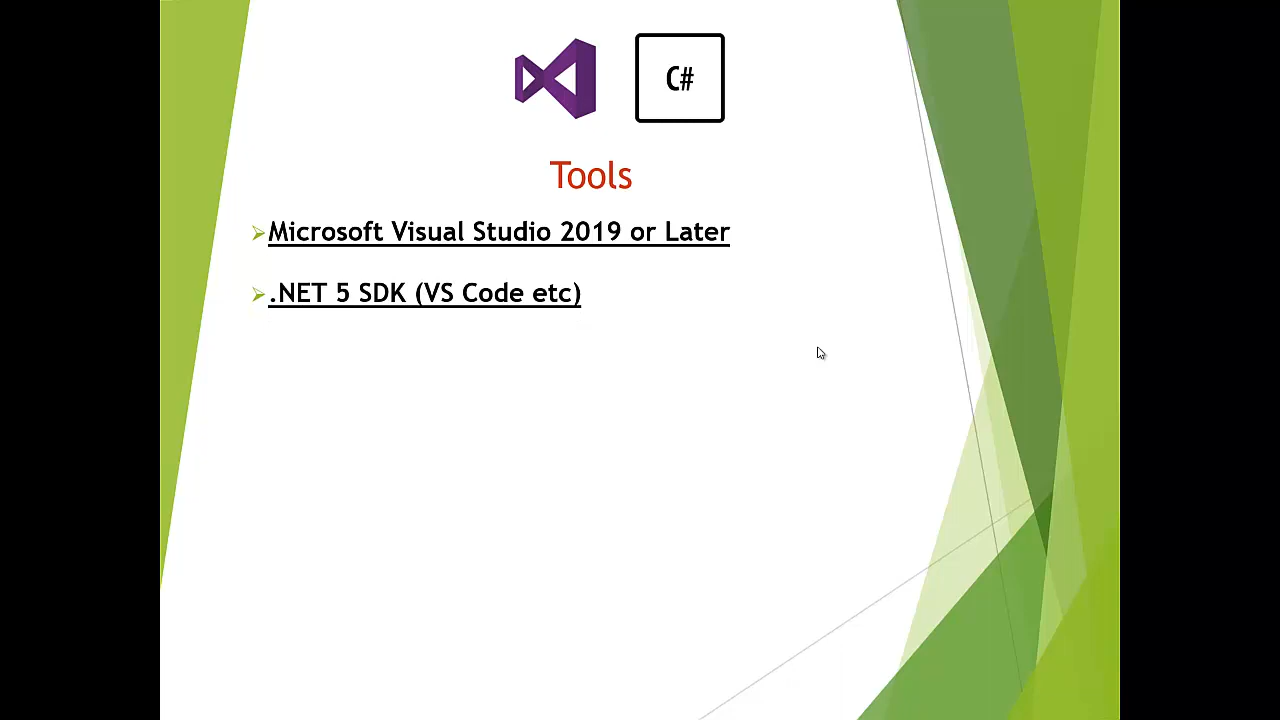 C#
Tools
Microsoft Visual Studio 2019 or Later
.NET 5 SDK (VS Code etc)